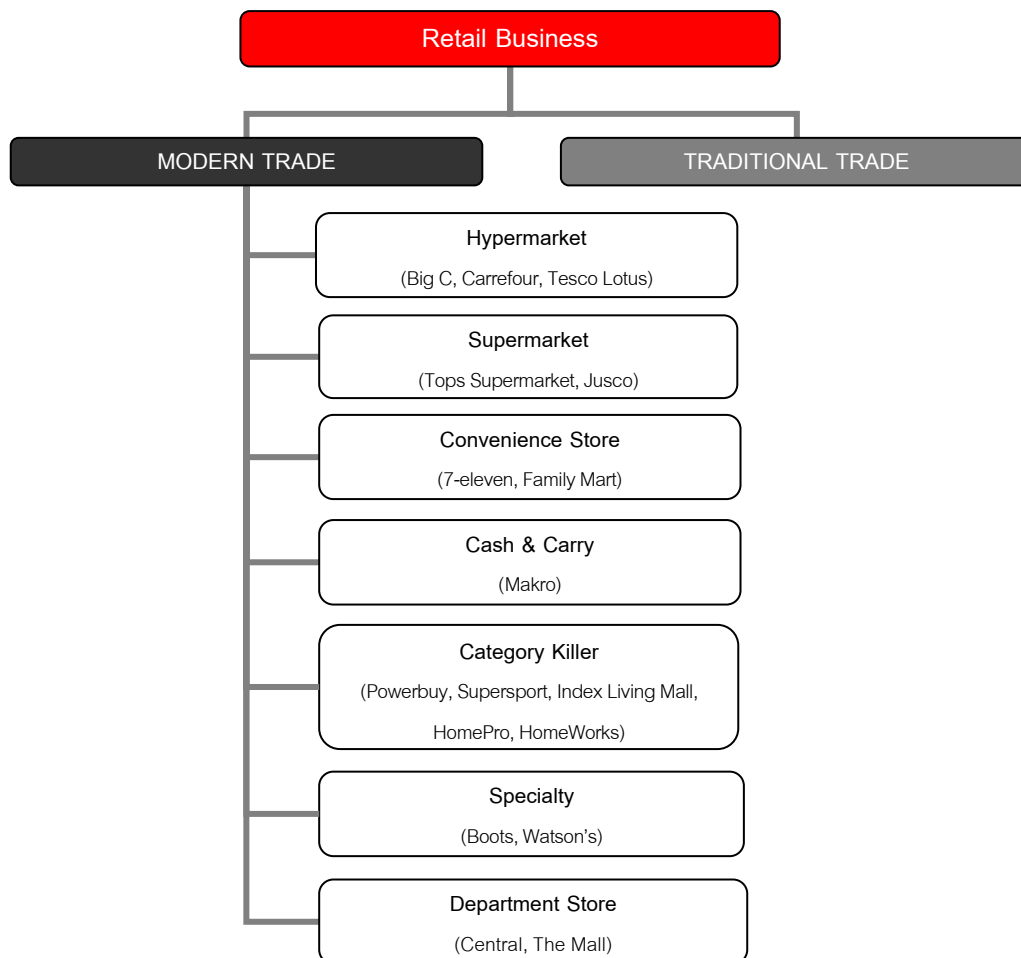 Retail Business
MODERN TRADE
TRADITIONAL TRADE
Hypermarket
(Big C, Carrefour, Tesco Lotus)
Supermarket
(Tops Supermarket, Jusco)
Convenience Store
(7-eleven, Family Mart)
Cash & Carry
(Makro)
Category Killer
(Powerbuy, Supersport, Index Living Mall,
HomePro, HomeWorks)
Specialty
(Boots, Watson’s)
Department Store
(Central, The Mall)